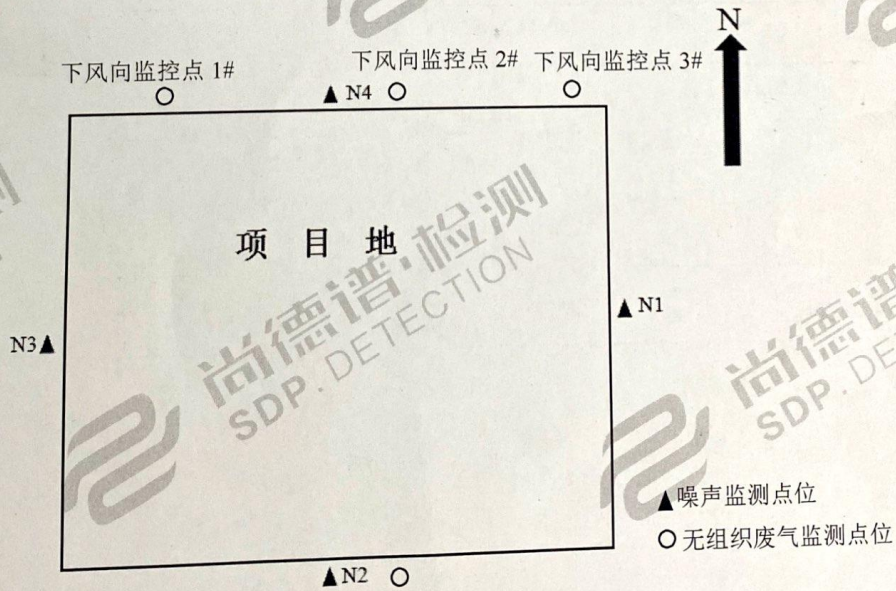 N
下风向监控点 1#
下风向监控点 2#
下风向监控点 3#
N4
项 目 地
尚德谱·检测
SDP.DETECTION
N1
N3
尚德谱
SDP.DE
▲噪声监测点位
○无组织废气监测点位
N2